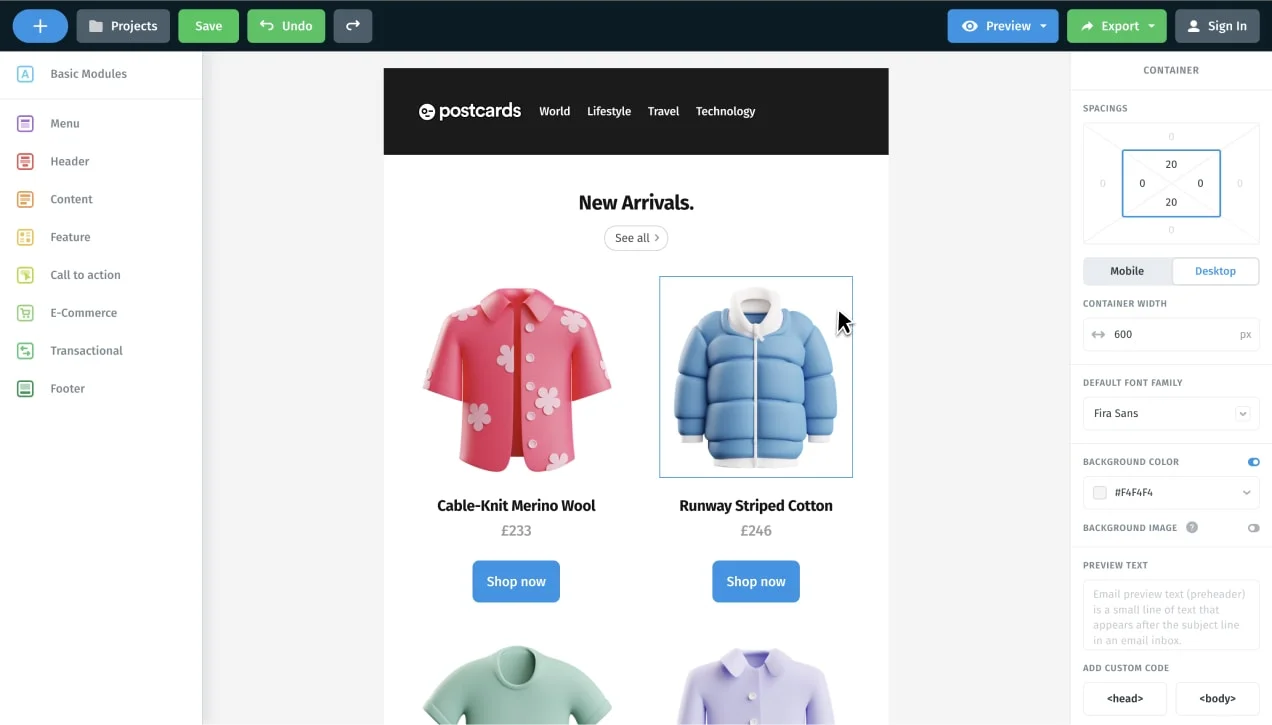 Projects
Save
Undo
Preview
Export
Sign In
A Basic Modules
Menu
Header
Content
Feature
Call to action
E-Commerce
Transactional
Footer
postcards World Lifestyle Travel Technology
New Arrivals.
See all >
Cable-Knit Merino Wool
£233
Shop now
Runway Striped Cotton
£246
Shop now
CONTAINER
SPACINGS
0
20
0 0 0 0
20
0
Mobile Desktop
CONTAINER WIDTH
600 px
DEFAULT FONT FAMILY
Fira Sans
BACKGROUND COLOR
#F4F4F4
BACKGROUND IMAGE ?
PREVIEW TEXT
Email preview text (preheader)
is a small line of text that
appears after the subject line
in an email inbox.
ADD CUSTOM CODE
<head> <body>